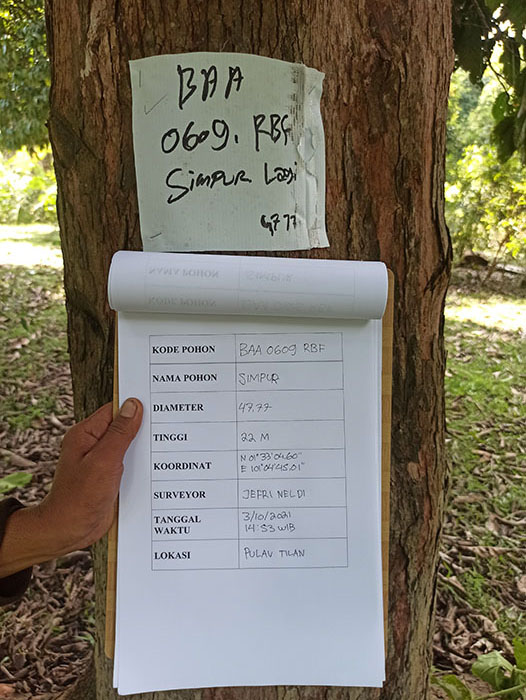 BAA
0609. RBF
Simpur Laki
47.77
KODE POHON BAA 0609 RBF
NAMA POHON SIMPUR
DIAMETER 47.77
TINGGI 22 M
KOORDINAT N 01°33'04.60"
E 101°04'45.01"
SURVEYOR JEFRI NELDI
TANGGAL 3/10/2021
WAKTU 14:53 WIB
LOKASI PULAU TILAN